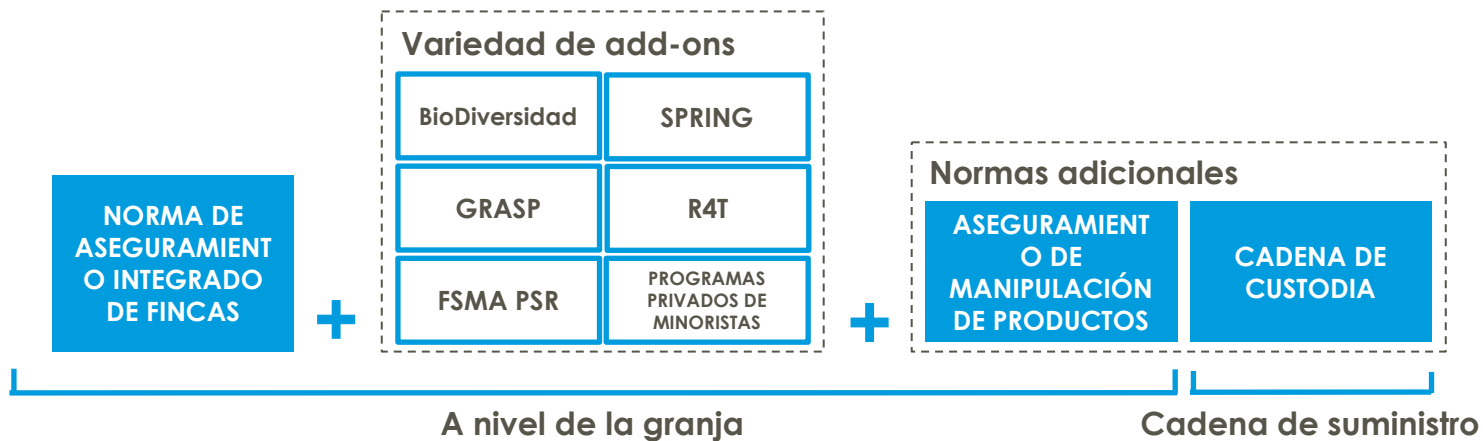 NORMA DE
ASEGURAMIENT
O INTEGRADO
DE FINCAS
+
Variedad de add-ons
BioDiversidad
SPRING
GRASP
R4T
FSMA PSR
PROGRAMAS
PRIVADOS DE
MINORISTAS
+
Normas adicionales
ASEGURAMIENT
O DE
MANIPULACIÓN
DE PRODUCTOS
CADENA DE
CUSTODIA
A nivel de la granja
Cadena de suministro